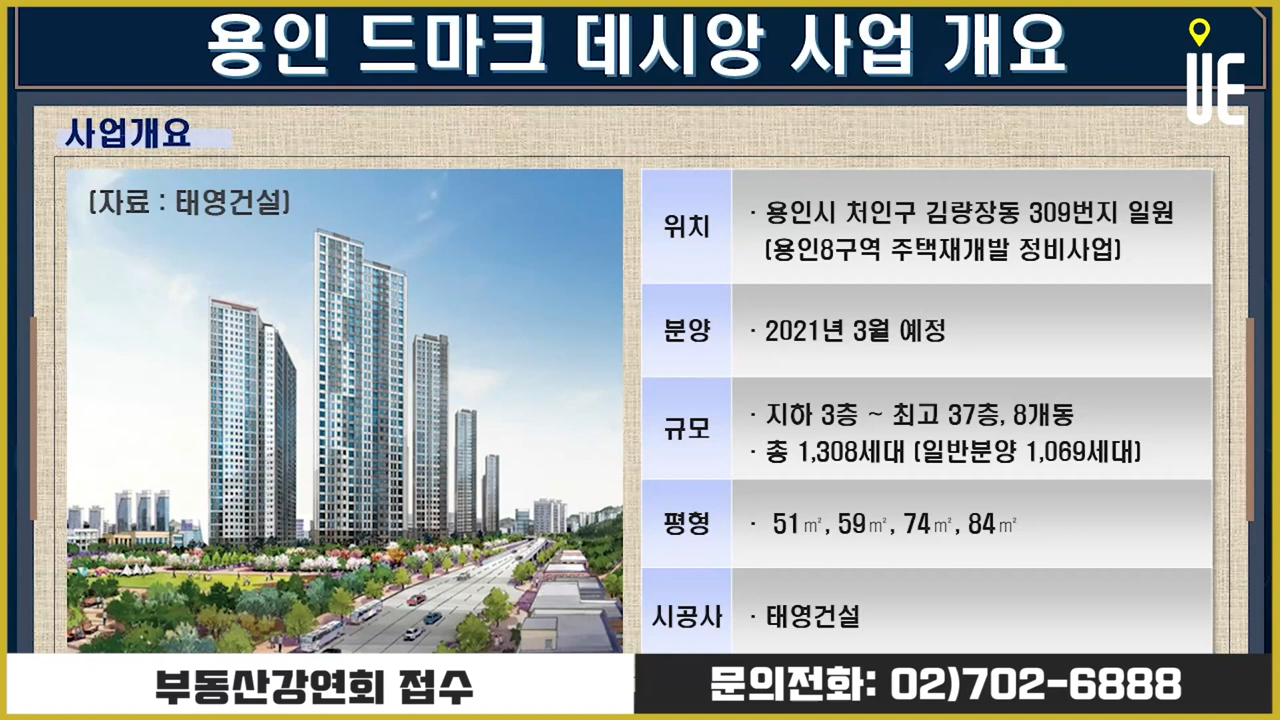 용인 드마크 데시앙 사업 개요
UE
사업개요
(자료 : 태영건설)
위치
· 용인시 처인구 김량장동 309번지 일원
(용인8구역 주택재개발 정비사업)
분양
· 2021년 3월 예정
규모
· 지하 3층 ~ 최고 37층, 8개동
· 총 1,308세대 (일반분양 1,069세대)
평형
· 51㎡, 59㎡, 74㎡, 84㎡
시공사
· 태영건설
부동산강연회 접수
문의전화: 02)702-6888